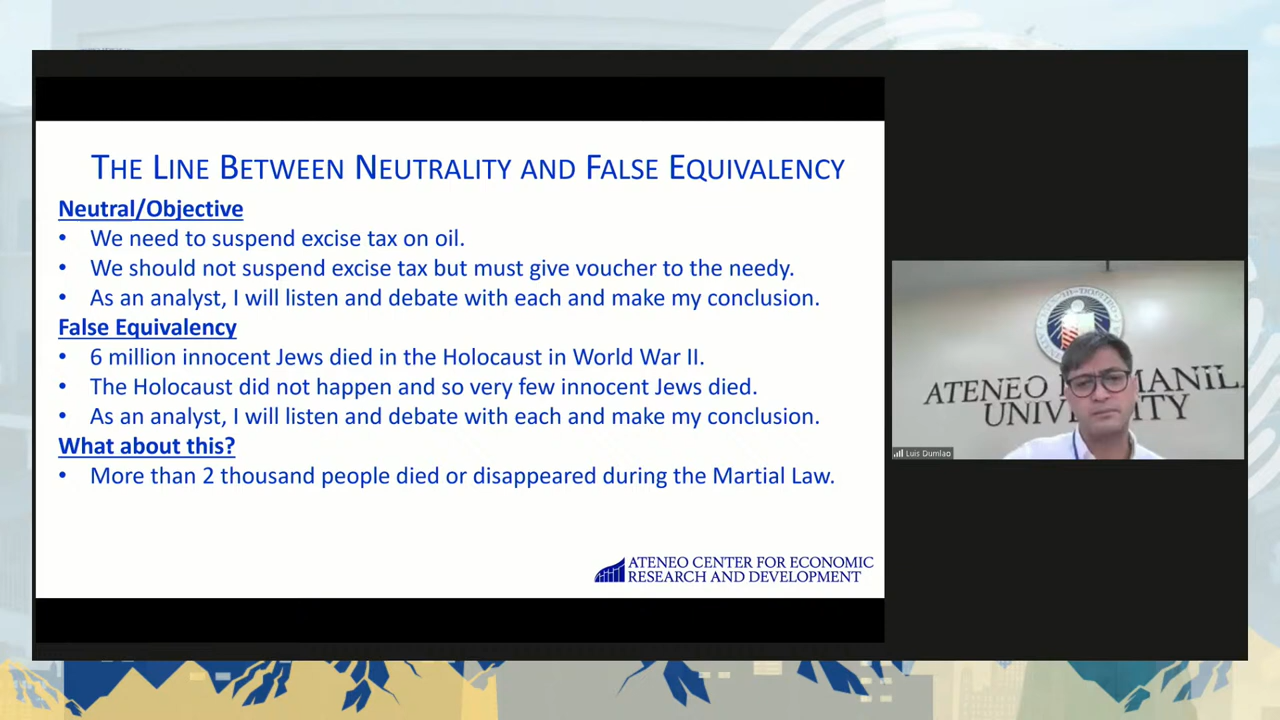 THE LINE BETWEEN NEUTRALITY AND FALSE EQUIVALENCY
Neutral/Objective
• We need to suspend excise tax on oil.
• We should not suspend excise tax but must give voucher to the needy.
• As an analyst, I will listen and debate with each and make my conclusion.
False Equivalency
• 6 million innocent Jews died in the Holocaust in World War II.
• The Holocaust did not happen and so very few innocent Jews died.
• As an analyst, I will listen and debate with each and make my conclusion.
What about this?
• More than 2 thousand people died or disappeared during the Martial Law.
ATENEO CENTER FOR ECONOMIC
RESEARCH AND DEVELOPMENT
ATENEO MANIL
UNIV ITY
Luis Dumlao